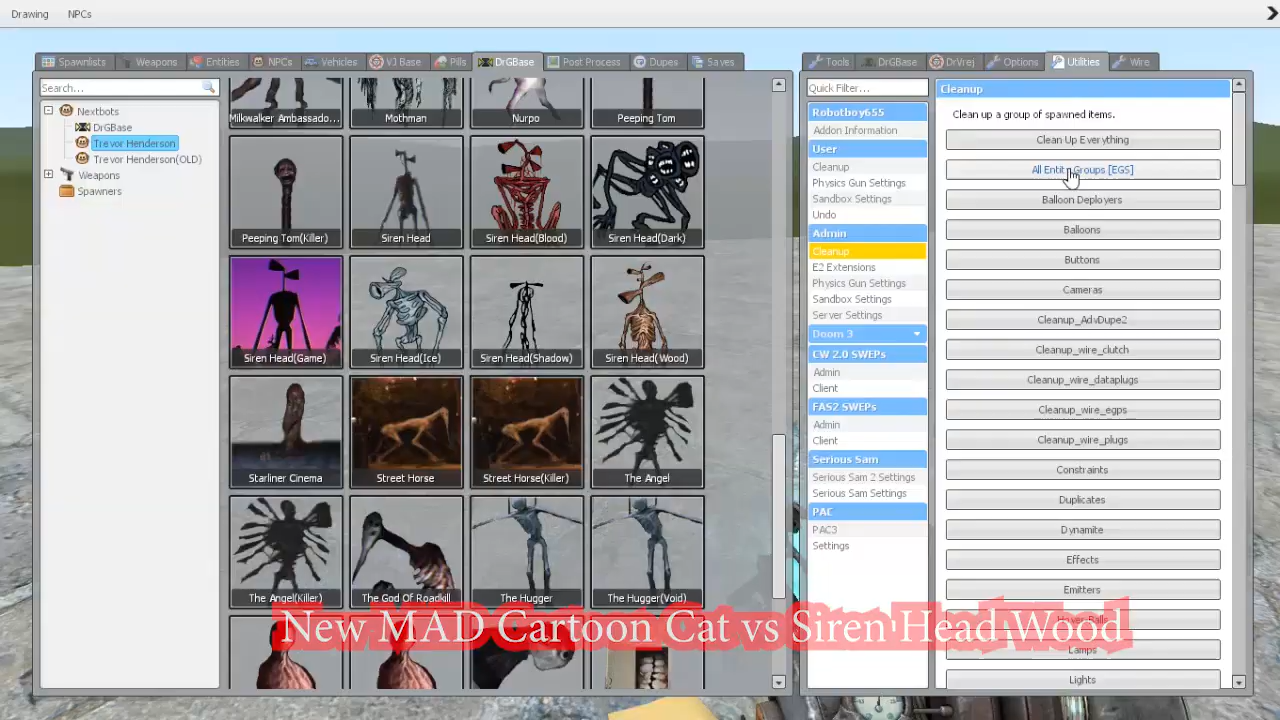 Drawing NPCs
Spawnlists Weapons Entities NPCs Vehicles VJ Base Pills DrGBase Post Process Dupes Saves
Search...
Nextbots
DrGBase
Trevor Henderson
Trevor Henderson(OLD)
Weapons
Spawners
Milkwalker Ambassado... Mothman Nurpo Peeping Tom
Peeping Tom(Killer) Siren Head Siren Head(Blood) Siren Head(Dark)
Siren Head(Game) Siren Head(Ice) Siren Head(Shadow) Siren Head(Wood)
Starliner Cinema Street Horse Street Horse(Killer) The Angel
The Angel(Killer) The God Of Roadkill The Hugger The Hugger(Void)
Tools DrGBase DrVrej Options Utilities Wire
Quick Filter...
Robotboy655
Addon Information
User
Cleanup
Physics Gun Settings
Sandbox Settings
Undo
Admin
Cleanup
E2 Extensions
Physics Gun Settings
Sandbox Settings
Server Settings
Doom 3
CW 2.0 SWEPs
Admin
Client
FAS2 SWEPs
Admin
Client
Serious Sam
Serious Sam 2 Settings
Serious Sam Settings
PAC
PAC3
Settings
Cleanup
Clean up a group of spawned items.
Clean Up Everything
All Entity Groups [EGS]
Balloon Deployers
Balloons
Buttons
Cameras
Cleanup_AdvDupe2
Cleanup_wire_clutch
Cleanup_wire_dataplugs
Cleanup_wire_egps
Cleanup_wire_plugs
Constraints
Duplicates
Dynamite
Effects
Emitters
Hover Balls
Lamps
Lights
New MAD Cartoon Cat vs Siren Head Wood